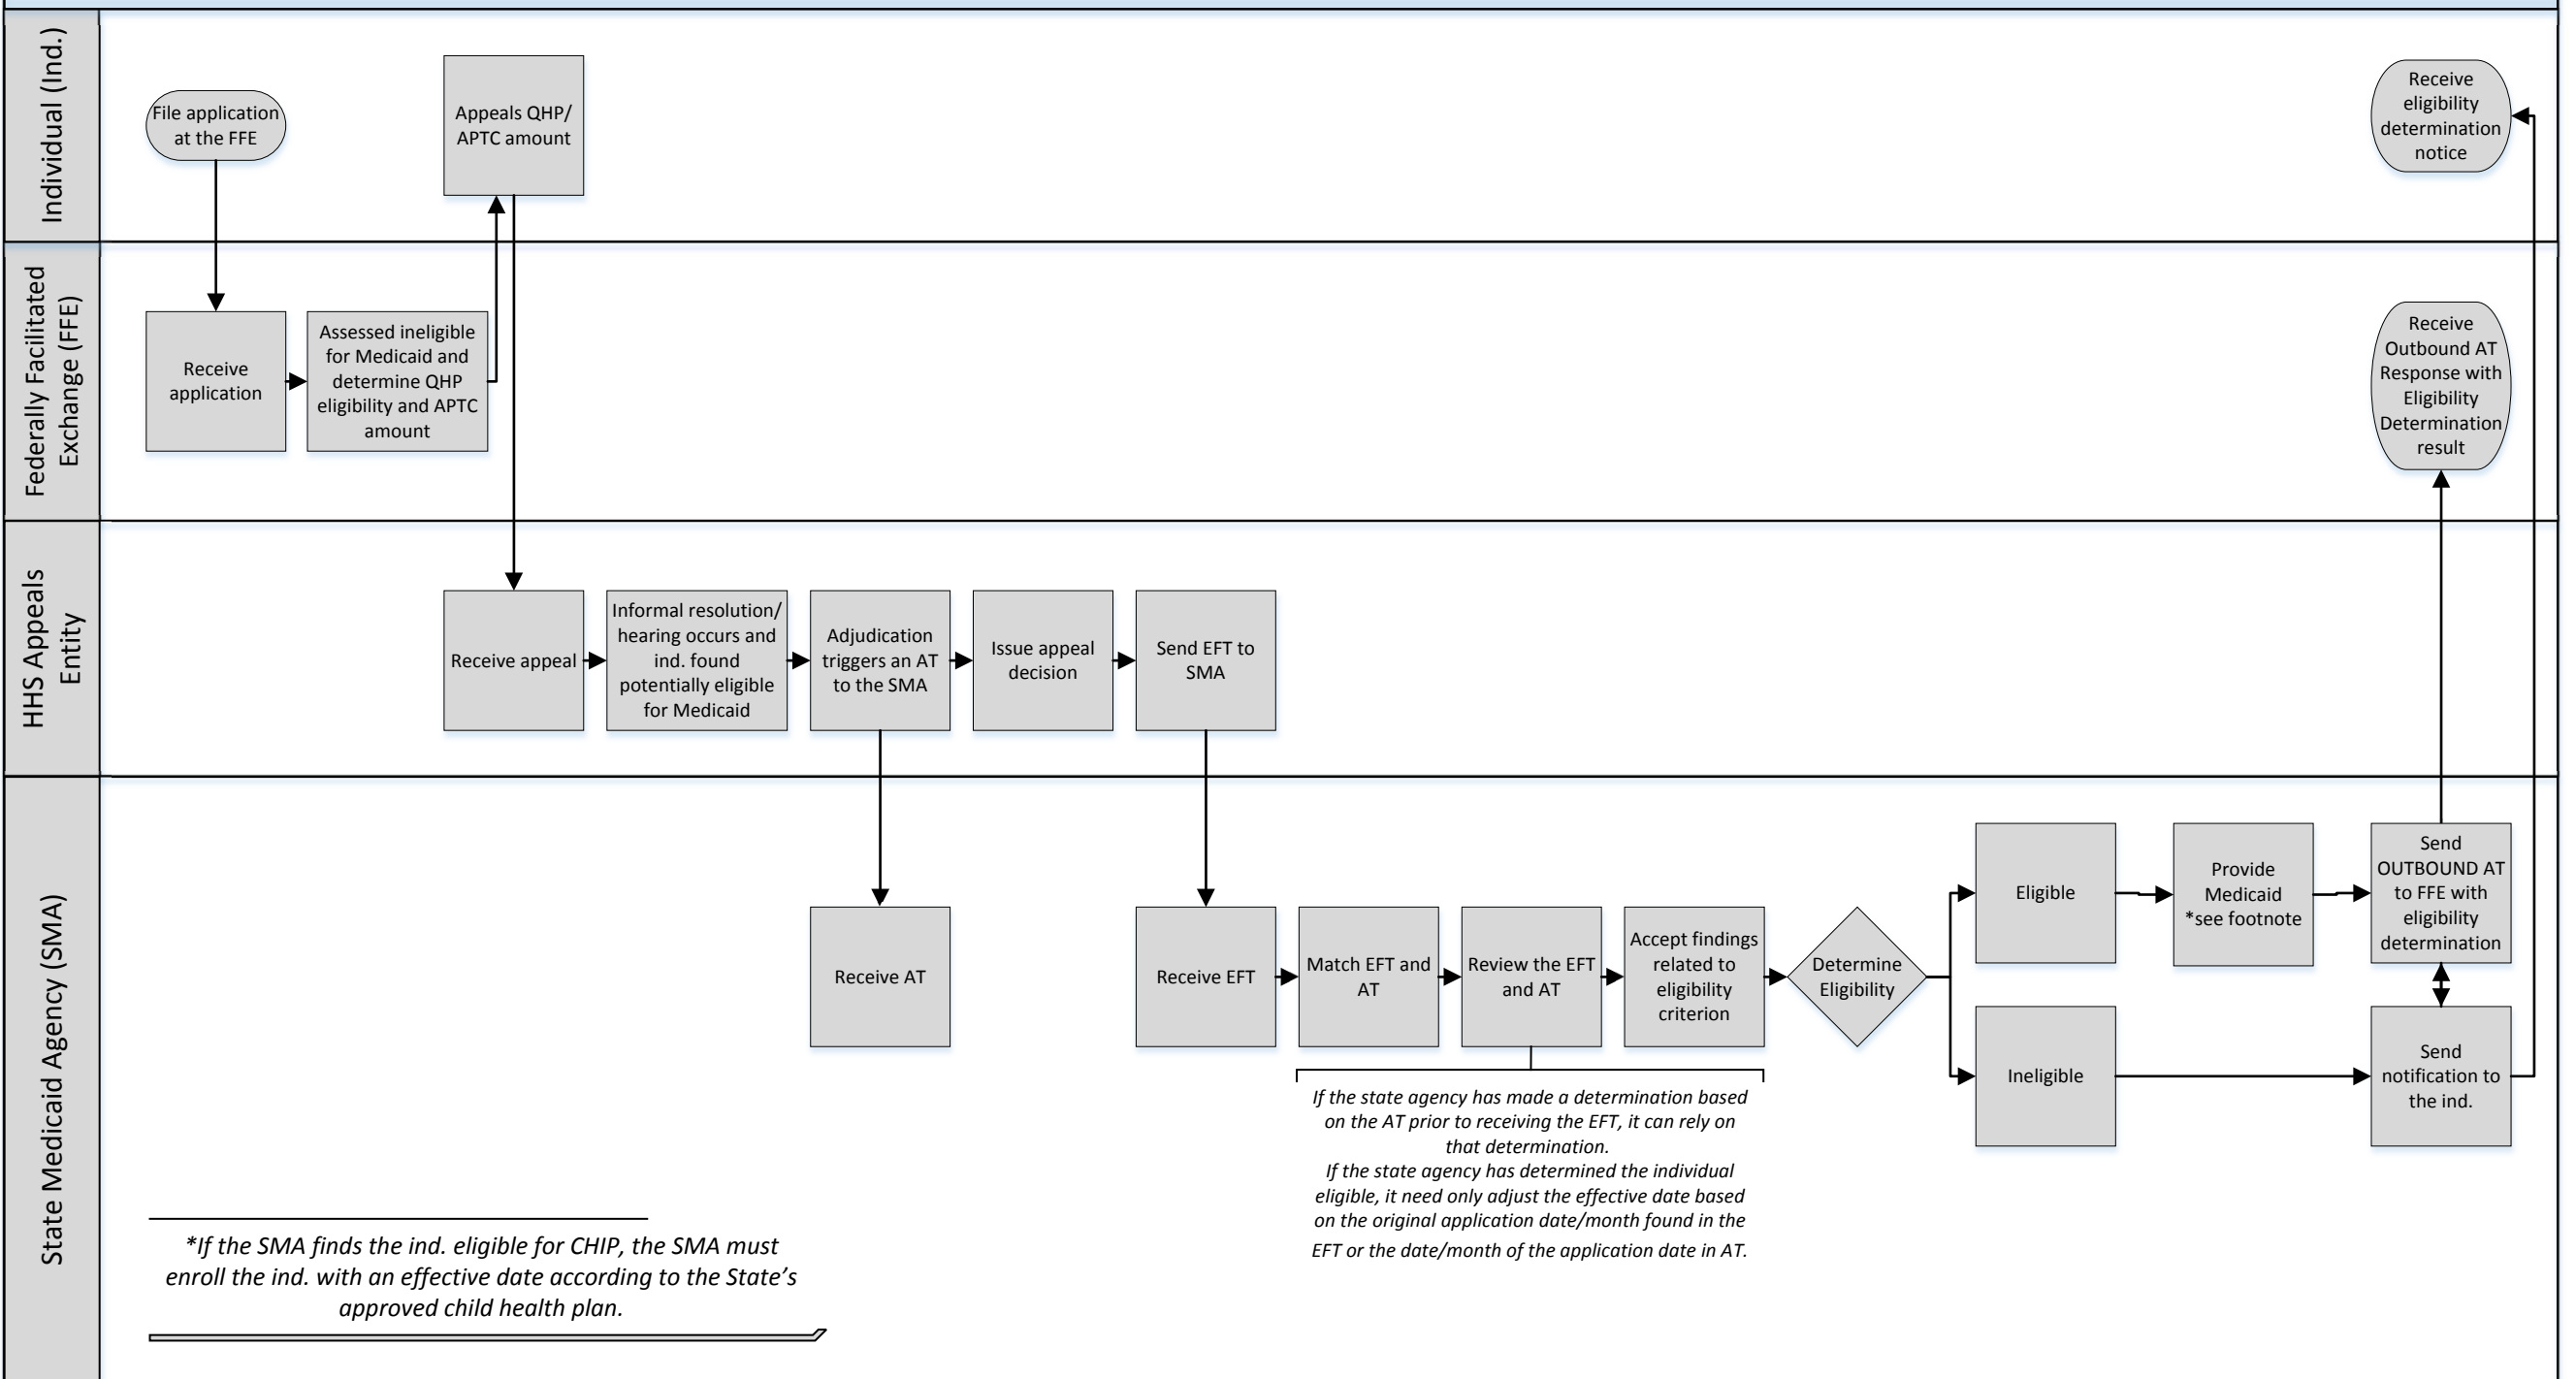 Individual (Ind.)
File application
at the FFE
Appeals QHP/
APTC amount
Receive
eligibility
determination
notice
Federally Facilitated
Exchange (FFE)
Receive
application
Assessed ineligible
for Medicaid and
determine QHP
eligibility and APTC
amount
Receive
Outbound AT
Response with
Eligibility
Determination
result
HHS Appeals
Entity
Receive appeal
Informal resolution/
hearing occurs and
ind. found
potentially eligible
for Medicaid
Adjudication
triggers an AT
to the SMA
Issue appeal
decision
Send EFT to
SMA
State Medicaid Agency (SMA)
Receive AT
Receive EFT
Match EFT and
AT
Review the EFT
and AT
Accept findings
related to
eligibility
criterion
Determine
Eligibility
Eligible
Provide
Medicaid
*see footnote
Send
OUTBOUND AT
to FFE with
eligibility
determination
Ineligible
Send
notification to
the ind.
If the state agency has made a determination based
on the AT prior to receiving the EFT, it can rely on
that determination.
If the state agency has determined the individual
eligible, it need only adjust the effective date based
on the original application date/month found in the
EFT or the date/month of the application date in AT.
*If the SMA finds the ind. eligible for CHIP, the SMA must
enroll the ind. with an effective date according to the State’s
approved child health plan.